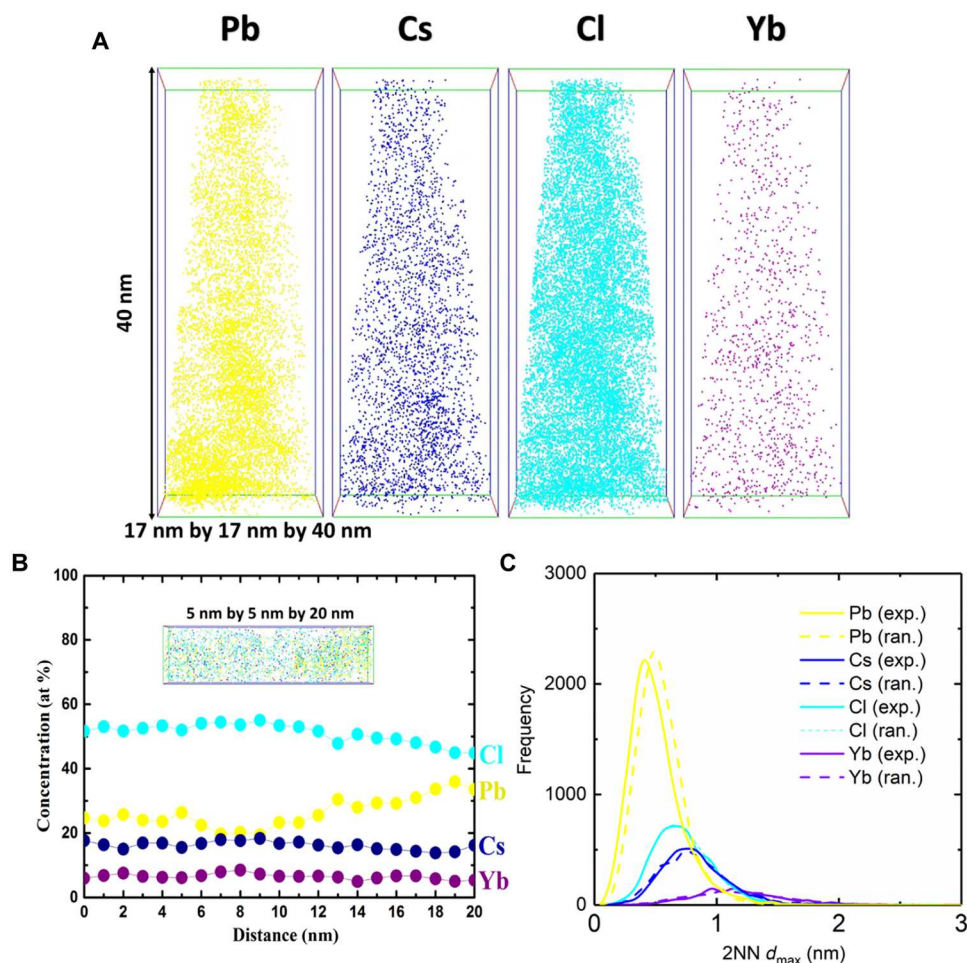 A
Pb Cs Cl Yb
40 nm
17 nm by 17 nm by 40 nm
B
100
80
60
40
20
0
5 nm by 5 nm by 20 nm
Cl
Pb
Cs
Yb
0 2 4 6 8 10 12 14 16 18 20
Concentration (at %)
Distance (nm)
C
3000
2000
1000
0
Pb (exp.)
Pb (ran.)
Cs (exp.)
Cs (ran.)
Cl (exp.)
Cl (ran.)
Yb (exp.)
Yb (ran.)
Frequency
0 1 2 3
2NN dmax (nm)